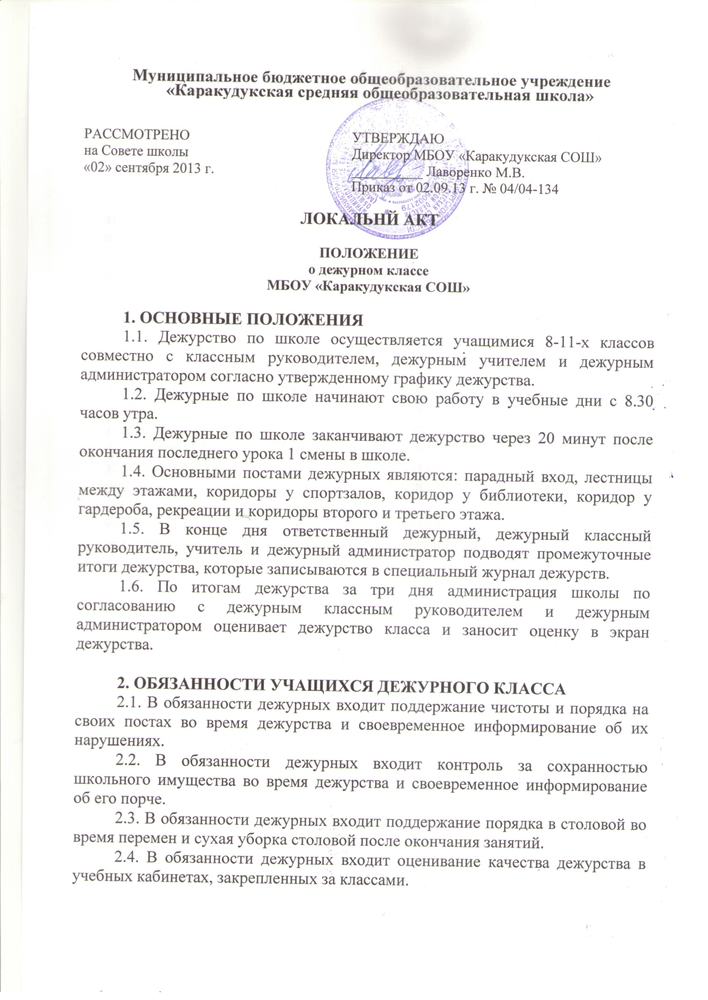 Муниципальное бюджетное общеобразовательное учреждение
«Каракудукская средняя общеобразовательная школа»
РАССМОТРЕНО
на Совете школы
«02» сентября 2013 г.
УТВЕРЖДАЮ
Директор МБОУ «Каракудукская СОШ»
__________ Лаворенко М.В.
Приказ от 02.09.13 г. № 04/04-134
ЛОКАЛЬНЙ АКТ
ПОЛОЖЕНИЕ
о дежурном классе
МБОУ «Каракудукская СОШ»
1. ОСНОВНЫЕ ПОЛОЖЕНИЯ
1.1. Дежурство по школе осуществляется учащимися 8-11-х классов
совместно с классным руководителем, дежурным учителем и дежурным
администратором согласно утвержденному графику дежурства.
1.2. Дежурные по школе начинают свою работу в учебные дни с 8.30
часов утра.
1.3. Дежурные по школе заканчивают дежурство через 20 минут после
окончания последнего урока 1 смены в школе.
1.4. Основными постами дежурных являются: парадный вход, лестницы
между этажами, коридоры у спортзалов, коридор у библиотеки, коридор у
гардероба, рекреации и коридоры второго и третьего этажа.
1.5. В конце дня ответственный дежурный, дежурный классный
руководитель, учитель и дежурный администратор подводят промежуточные
итоги дежурства, которые записываются в специальный журнал дежурств.
1.6. По итогам дежурства за три дня администрация школы по
согласованию с дежурным классным руководителем и дежурным
администратором оценивает дежурство класса и заносит оценку в экран
дежурства.
2. ОБЯЗАННОСТИ УЧАЩИХСЯ ДЕЖУРНОГО КЛАССА
2.1. В обязанности дежурных входит поддержание чистоты и порядка на
своих постах во время дежурства и своевременное информирование об их
нарушениях.
2.2. В обязанности дежурных входит контроль за сохранностью
школьного имущества во время дежурства и своевременное информирование
об его порче.
2.3. В обязанности дежурных входит поддержание порядка в столовой во
время перемен и сухая уборка столовой после окончания занятий.
2.4. В обязанности дежурных входит оценивание качества дежурства в
учебных кабинетах, закрепленных за классами.